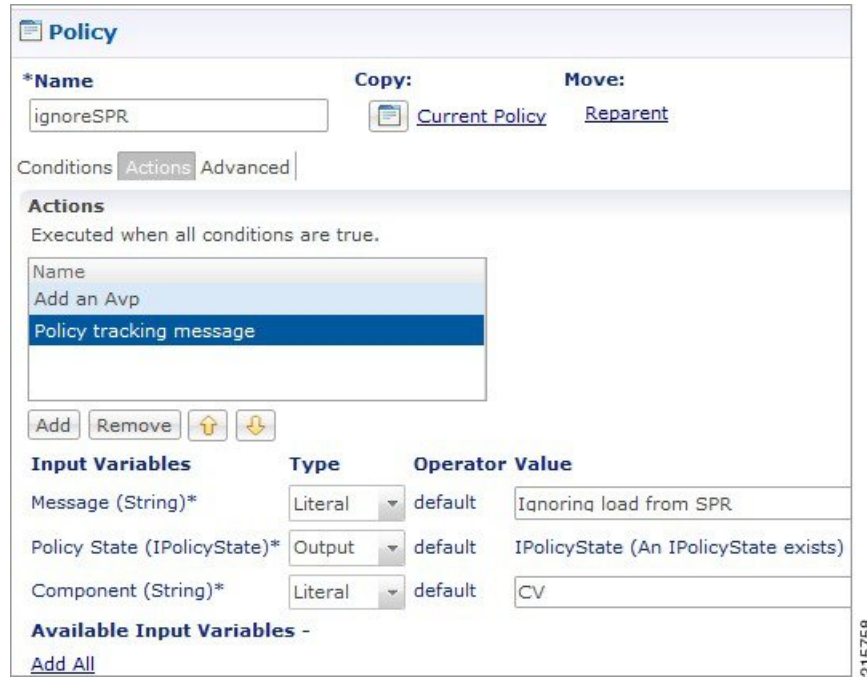 Policy
*Name Copy: Move:
ignoreSPR Current Policy Reparent
Conditions Actions Advanced
Actions
Executed when all conditions are true.
Name
Add an Avp
Policy tracking message
Add Remove
Input Variables Type Operator Value
Message (String)* Literal default Ignoring load from SPR
Policy State (IPolicyState)* Output default IPolicyState (An IPolicyState exists)
Component (String)* Literal default CV
Available Input Variables -
Add All
215758